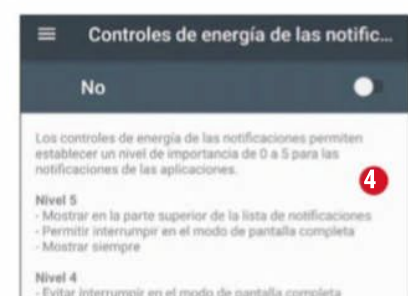 Controles de energía de las notific...
No
Los controles de energía de las notificaciones permiten
establecer un nivel de importancia de 0 a 5 para las
notificaciones de las aplicaciones.
4
Nivel 5
- Mostrar en la parte superior de la lista de notificaciones
- Permitir interrumpir en el modo de pantalla completa
- Mostrar siempre
Nivel 4
- Evitar interrumpir en el modo de pantalla completa